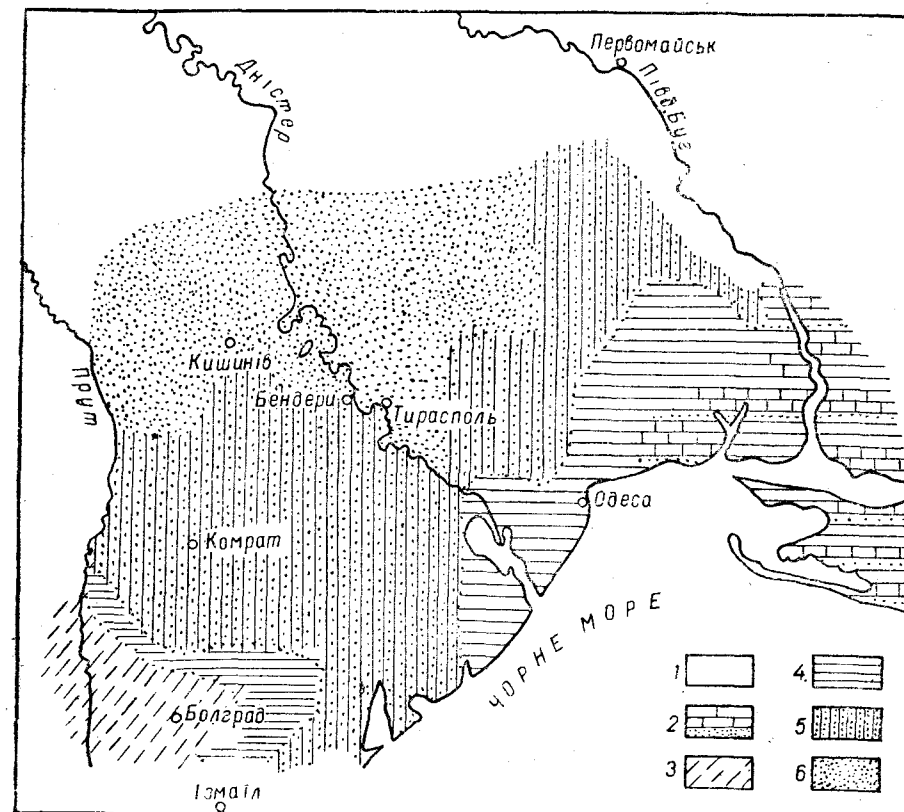 Первомайськ
Дністер
Півд. Буг
Кишинів
Прут
Бендери
Тирасполь
Одеса
Комрат
ЧОРНЕ МОРЕ
Болград
Ізмаїл
1
2
3
4
5
6